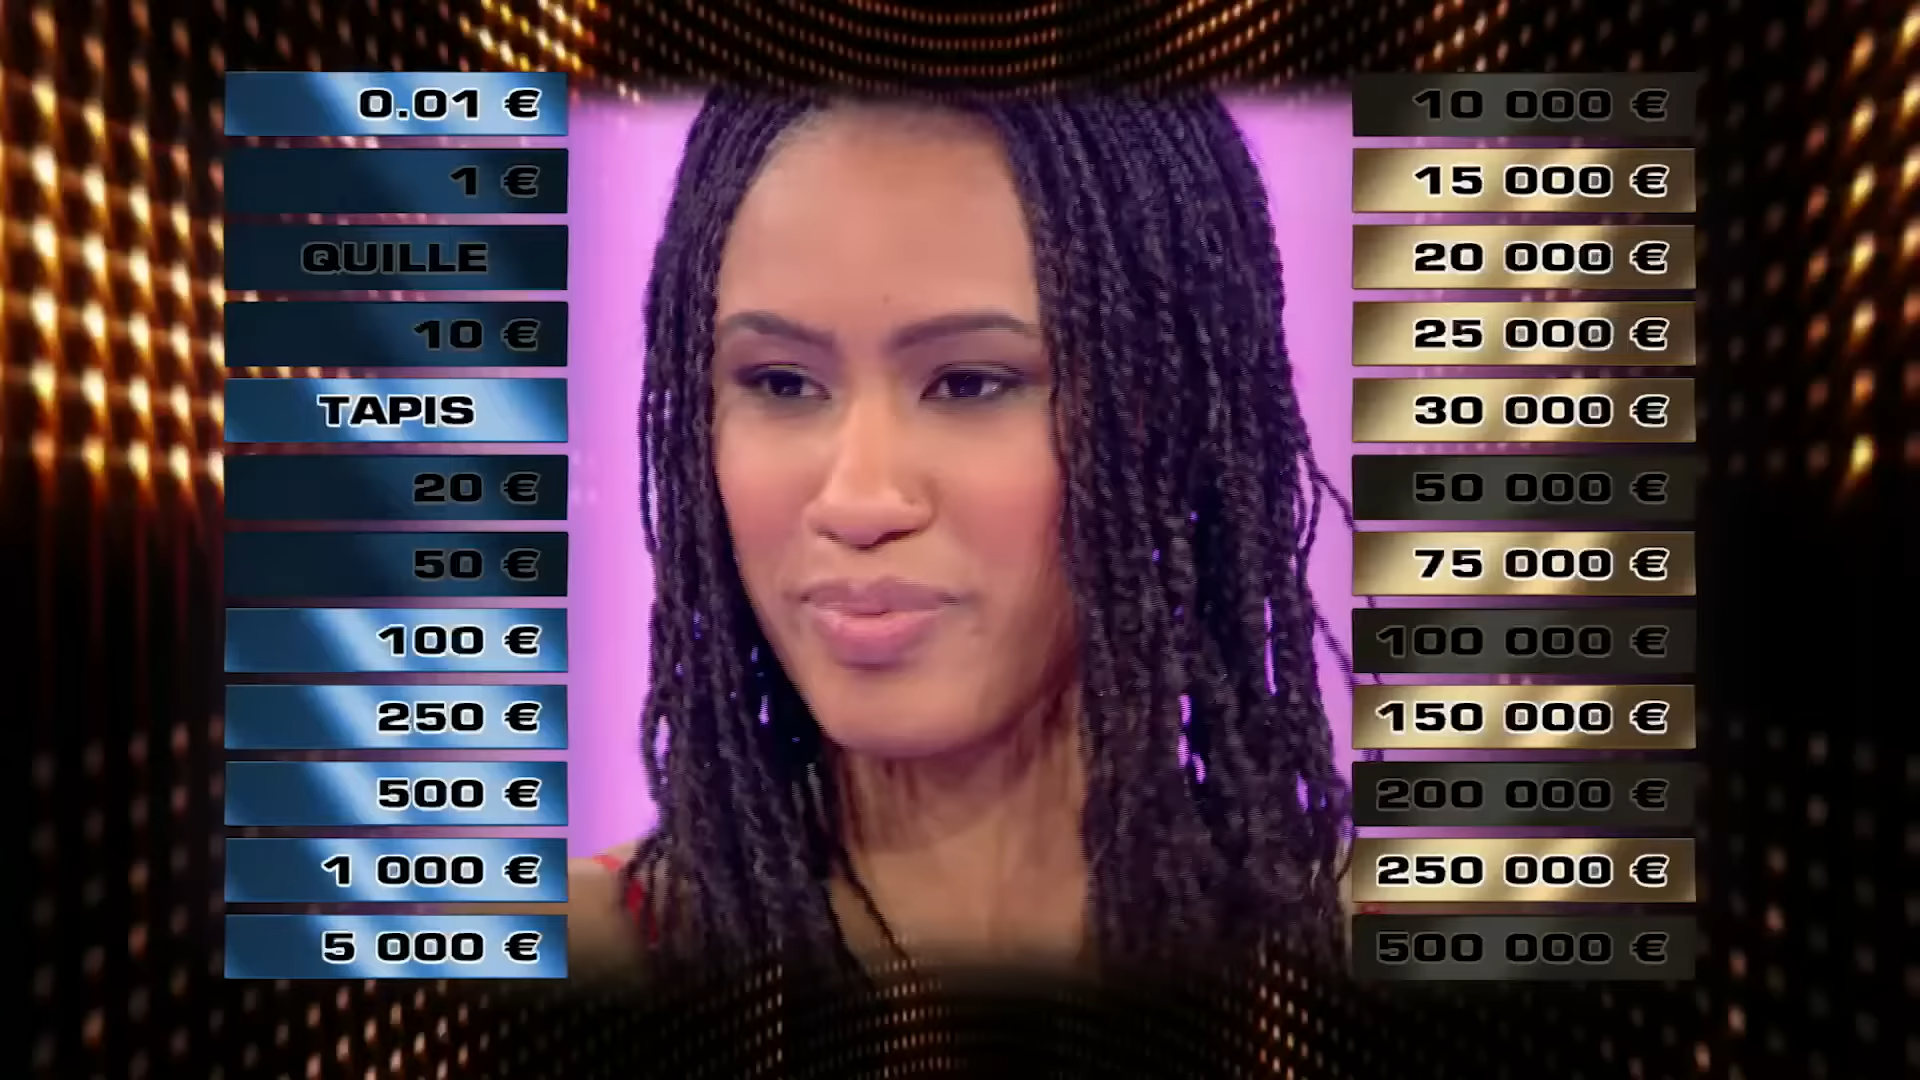 0.01 €
1 €
QUILLE
10 €
TAPIS
20 €
50 €
100 €
250 €
500 €
1 000 €
5 000 €
10 000 €
15 000 €
20 000 €
25 000 €
30 000 €
50 000 €
75 000 €
100 000 €
150 000 €
200 000 €
250 000 €
500 000 €